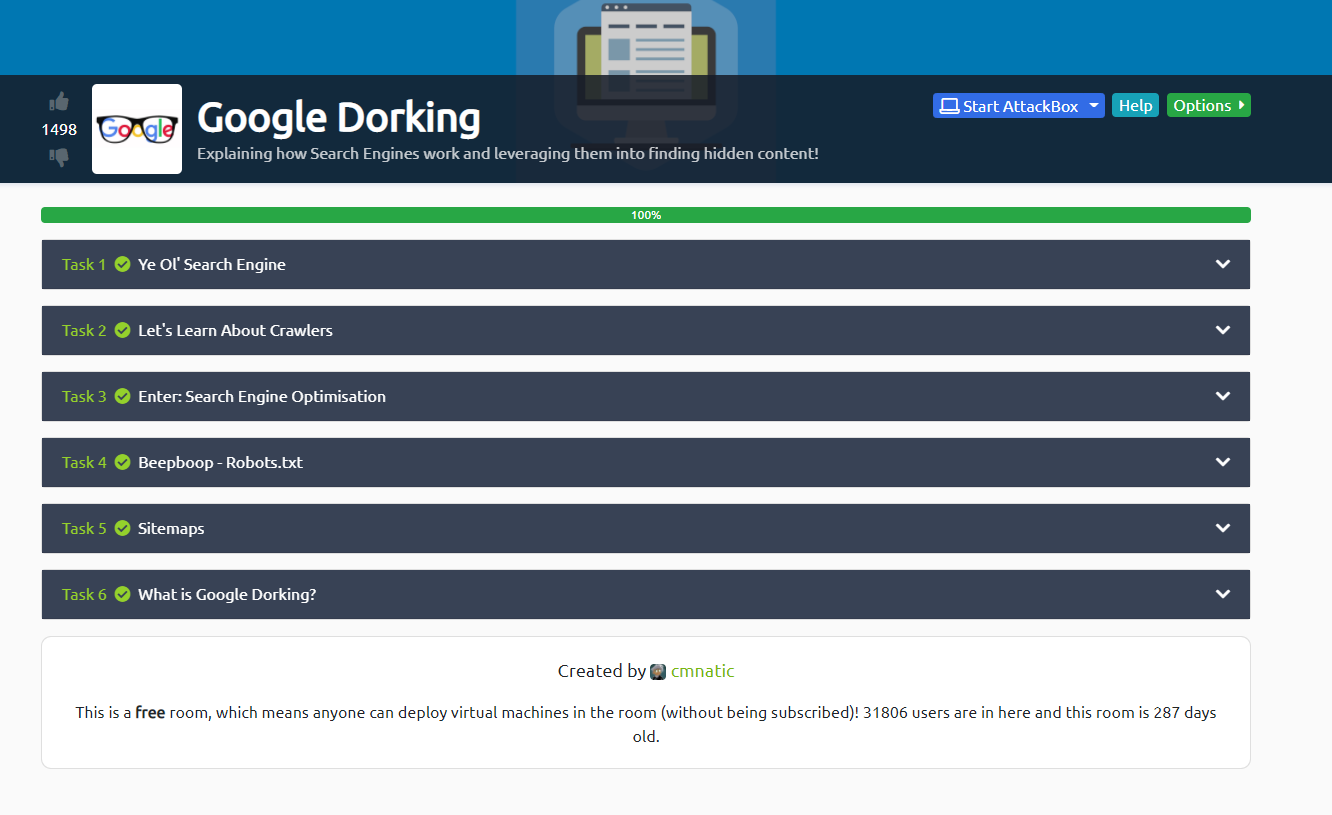 1498
Google
Google Dorking
Explaining how Search Engines work and leveraging them into finding hidden content!
Start AttackBox
Help
Options
100%
Task 1 Ye Ol' Search Engine
Task 2 Let's Learn About Crawlers
Task 3 Enter: Search Engine Optimisation
Task 4 Beepboop - Robots.txt
Task 5 Sitemaps
Task 6 What is Google Dorking?
Created by cmnatic
This is a free room, which means anyone can deploy virtual machines in the room (without being subscribed)! 31806 users are in here and this room is 287 days
old.